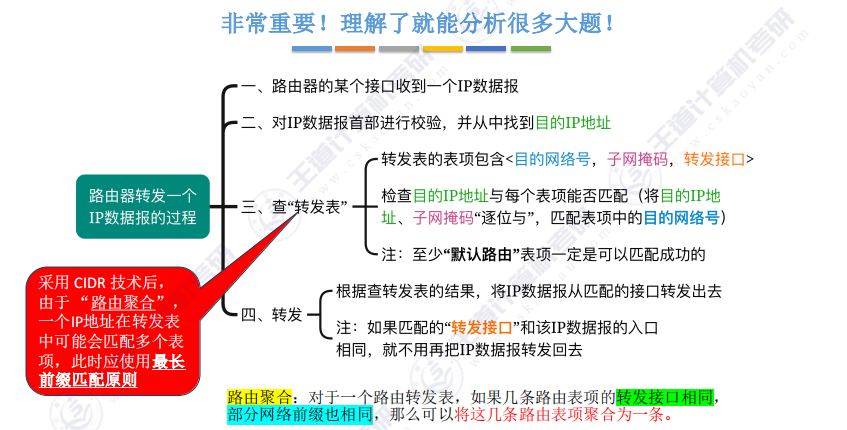 非常重要！理解了就能分析很多大题！
一、路由器的某个接口收到一个IP数据报
二、对IP数据报首部进行校验，并从中找到目的IP地址
路由器转发一个
IP数据报的过程
三、查“转发表”
转发表的表项包含<目的网络号，子网掩码，转发接口>
检查目的IP地址与每个表项能否匹配（将目的IP地
址、子网掩码“逐位与”，匹配表项中的目的网络号）
注：至少“默认路由”表项一定是可以匹配成功的
四、转发
根据查转发表的结果，将IP数据报从匹配的接口转发出去
注：如果匹配的“转发接口”和该IP数据报的入口
相同，就不用再把IP数据报转发回去
采用 CIDR 技术后，
由于 “路由聚合”，
一个IP地址在转发表
中可能会匹配多个表
项，此时应使用最长
前缀匹配原则
路由聚合：对于一个路由转发表，如果几条路由表项的转发接口相同，
部分网络前缀也相同，那么可以将这几条路由表项聚合为一条。
王道计算机考研
www.cskaoyan.com